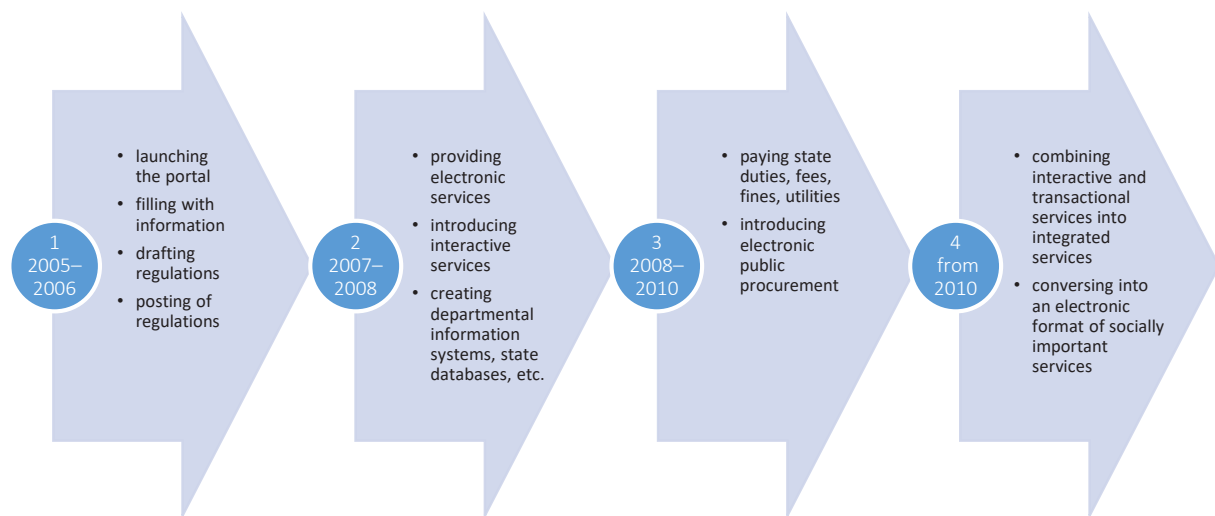 1
2005–
2006
• launching
the portal
• filling with
information
• drafting
regulations
• posting of
regulations
2
2007–
2008
• providing
electronic
services
• introducing
interactive
services
• creating
departmental
information
systems, state
databases, etc.
3
2008–
2010
• paying state
duties, fees,
fines, utilities
• introducing
electronic
public
procurement
4
from
2010
• combining
interactive and
transactional
services into
integrated
services
• conversing into
an electronic
format of socially
important
services